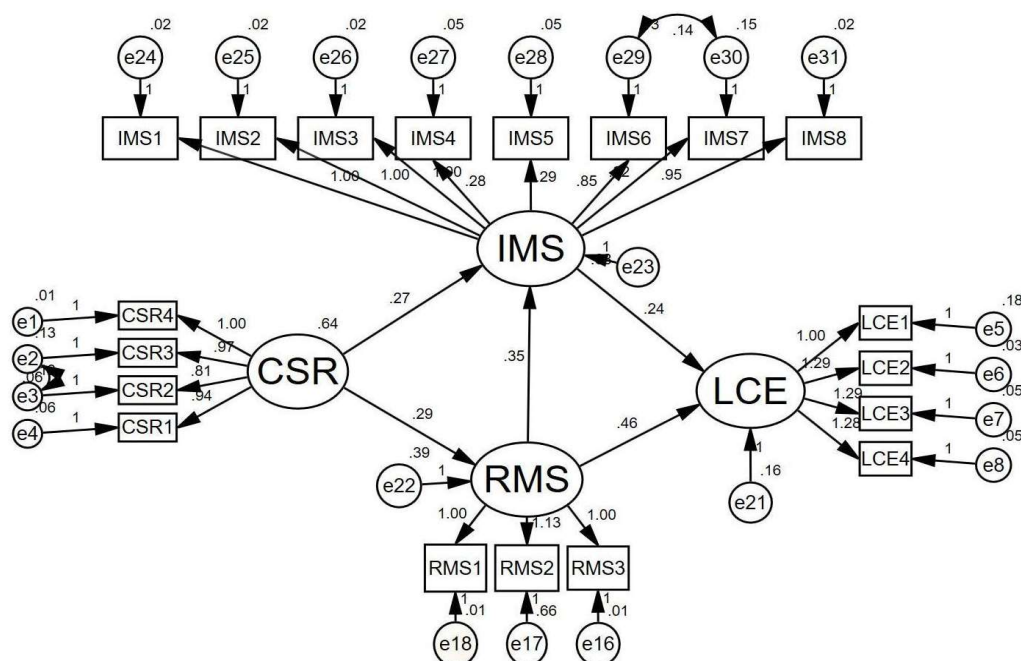 .02 .02 .02 .05 .05 3 .14 .15 .02
e24 e25 e26 e27 e28 e29 e30 e31
1 1 1 1 1 1 1 1
IMS1 IMS2 IMS3 IMS4 IMS5 IMS6 IMS7 IMS8
1.00 1.00 .28 .29 .85 .95
IMS
1
e23
.27 .24
.01
e1 1 CSR4 1.00 .64
.13
e2 1 CSR3 .97
CSR
.06
e3 1 CSR2 .81
.06
e4 1 CSR1 .94
.35
LCE
1.00 LCE1 1 e5 .18
1.29 LCE2 1 e6 .03
1.29 LCE3 1 e7 .05
1.28 LCE4 1 e8 .05
.29 .46
.39
e22 1 RMS
1
.16
e21
1.00 1.13 1.00
RMS1 RMS2 RMS3
1 1 1
.01 .66 .01
e18 e17 e16